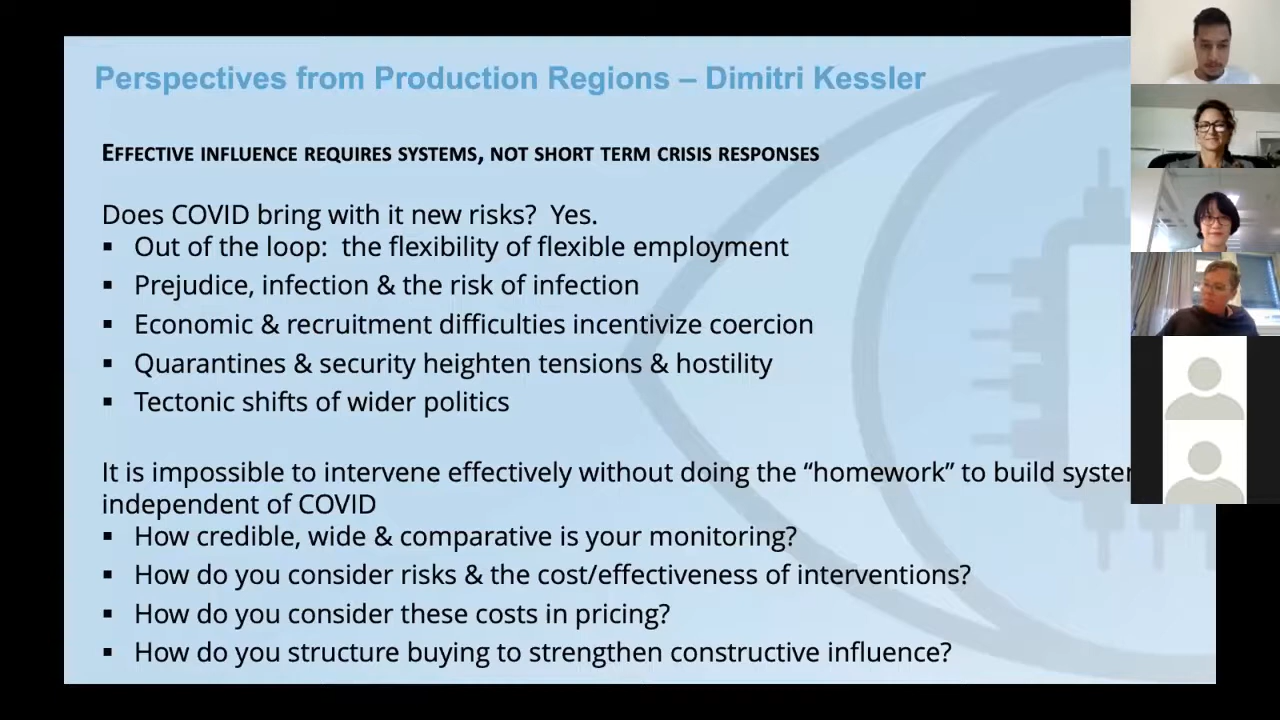 Perspectives from Production Regions – Dimitri Kessler
EFFECTIVE INFLUENCE REQUIRES SYSTEMS, NOT SHORT TERM CRISIS RESPONSES
Does COVID bring with it new risks?  Yes.
▪ Out of the loop:  the flexibility of flexible employment
▪ Prejudice, infection & the risk of infection
▪ Economic & recruitment difficulties incentivize coercion
▪ Quarantines & security heighten tensions & hostility
▪ Tectonic shifts of wider politics
It is impossible to intervene effectively without doing the “homework” to build
independent of COVID
▪ How credible, wide & comparative is your monitoring?
▪ How do you consider risks & the cost/effectiveness of interventions?
▪ How do you consider these costs in pricing?
▪ How do you structure buying to strengthen constructive influence?